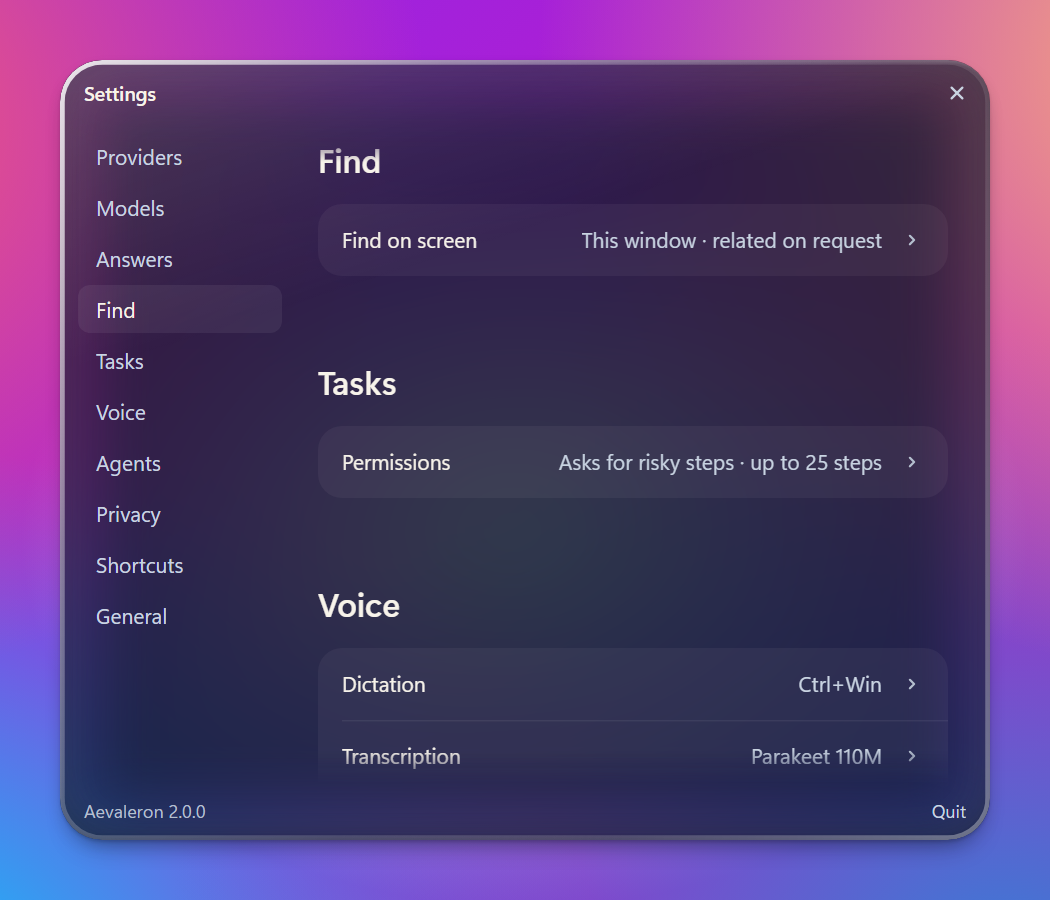 Settings
Providers
Models
Answers
Find
Tasks
Voice
Agents
Privacy
Shortcuts
General
Find
Find on screen This window · related on request
Tasks
Permissions Asks for risky steps · up to 25 steps
Voice
Dictation Ctrl+Win
Transcription Parakeet 110M
Aevaleron 2.0.0 Quit